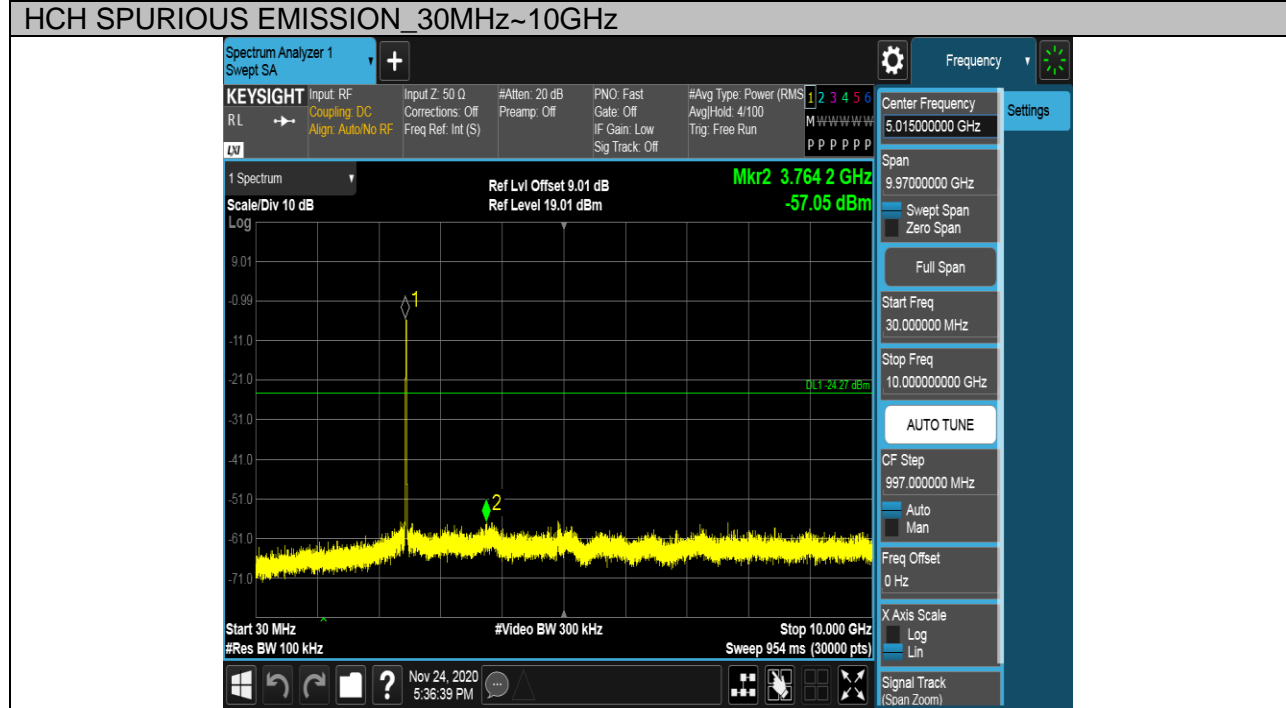 HCH SPURIOUS EMISSION_30MHz~10GHz
Spectrum Analyzer 1
Swept SA
+
Frequency
KEYSIGHT
RL
LXI
Input: RF
Coupling: DC
Align: Auto/No RF
Input Z: 50 Ω
Corrections: Off
Freq Ref: Int (S)
#Atten: 20 dB
Preamp: Off
PNO: Fast
Gate: Off
IF Gain: Low
Sig Track: Off
#Avg Type: Power (RMS
Avg|Hold: 4/100
Trig: Free Run
1 2 3 4 5 6
M W W W W W
P P P P P P
1 Spectrum
Scale/Div 10 dB
Ref Lvl Offset 9.01 dB
Ref Level 19.01 dBm
Mkr2 3.764 2 GHz
-57.05 dBm
Log
9.01
-0.99
-11.0
-21.0
-31.0
-41.0
-51.0
-61.0
-71.0
1
2
DL1 -24.27 dBm
Start 30 MHz
#Res BW 100 kHz
#Video BW 300 kHz
Stop 10.000 GHz
Sweep 954 ms (30000 pts)
Center Frequency
5.015000000 GHz
Settings
Span
9.97000000 GHz
Swept Span
Zero Span
Full Span
Start Freq
30.000000 MHz
Stop Freq
10.000000000 GHz
AUTO TUNE
CF Step
997.000000 MHz
Auto
Man
Freq Offset
0 Hz
X Axis Scale
Log
Lin
Signal Track
(Span Zoom)
?
Nov 24, 2020
5:36:39 PM